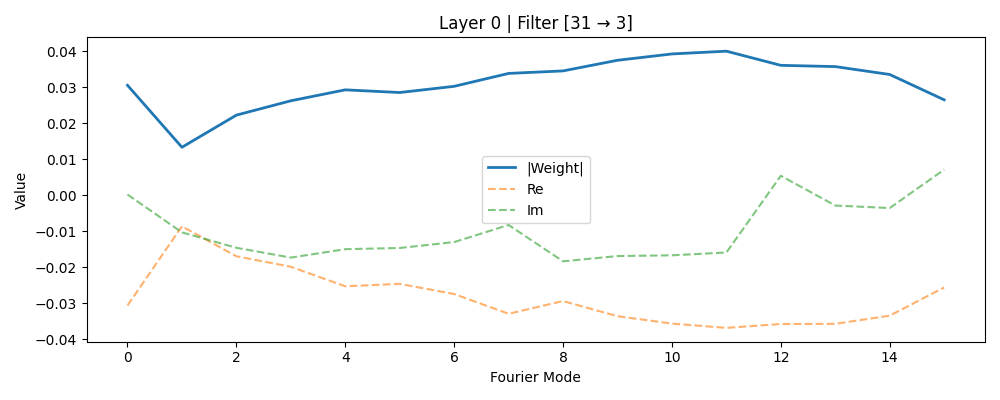 Layer 0 | Filter [31 → 3]
0.04
0.03
0.02
0.01
0.00
−0.01
−0.02
−0.03
−0.04
Value
|Weight|
Re
Im
0 2 4 6 8 10 12 14
Fourier Mode